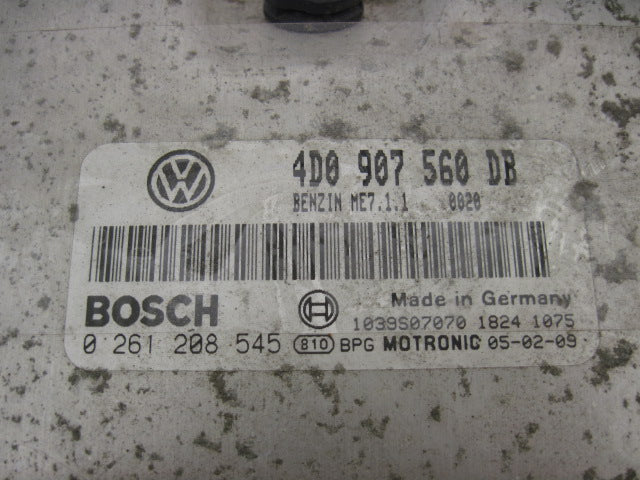 4D0 907 560 DB
BENZIN ME7.1.1 0020
BOSCH
Made in Germany
1039S07070 1824 1075
0 261 208 545 810 BPG MOTRONIC 05-02-09